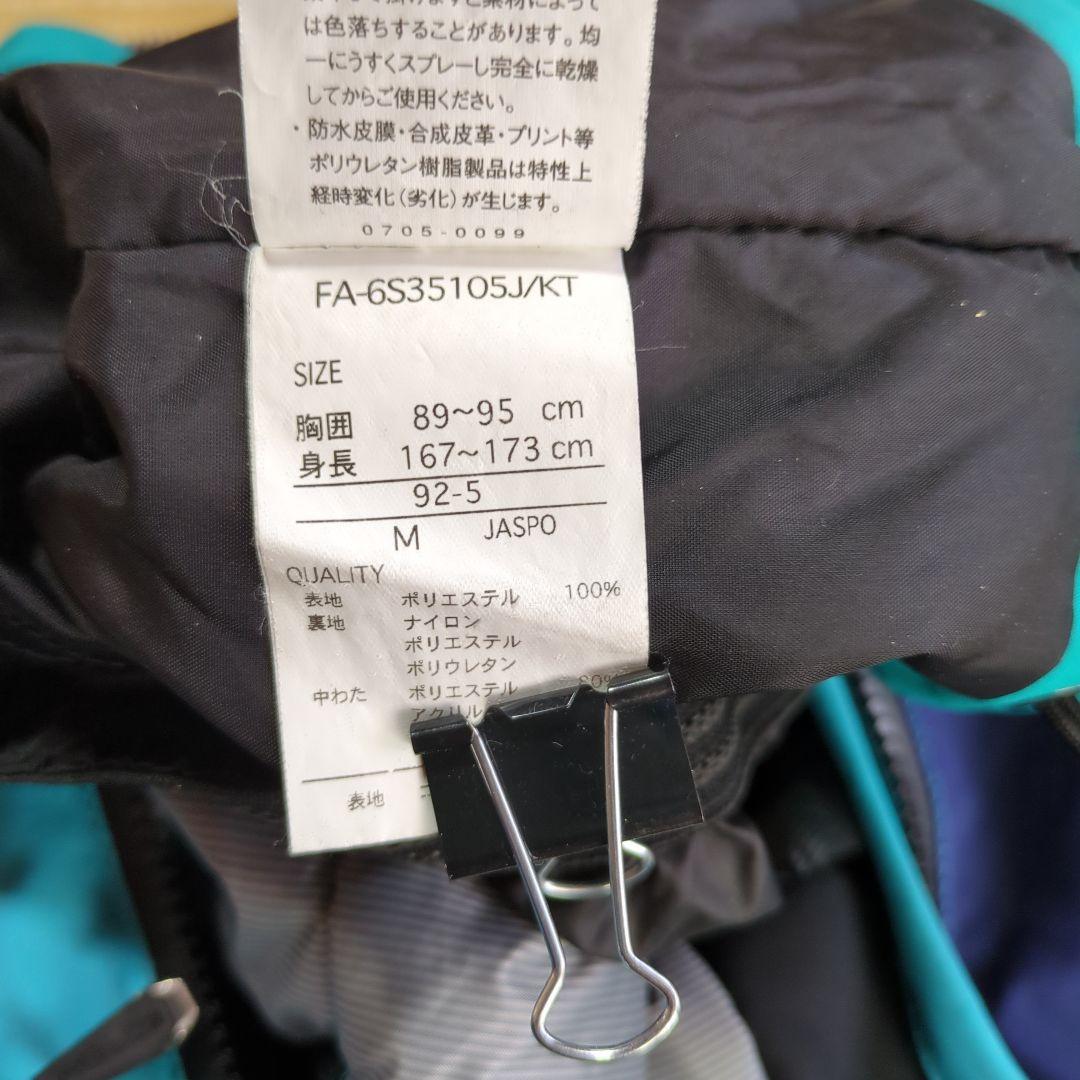 は色落ちすることがあります。均
一にうすくスプレーし完全に乾燥
してからご使用ください。
・防水皮膜・合成皮革・プリント等
ポリウレタン樹脂製品は特性上
経時変化(劣化)が生じます。
0705-0099
FA-6S35105J/KT
SIZE
胸囲 89~95 cm
身長 167~173 cm
92-5
M JASPO
QUALITY
表地 ポリエステル 100%
裏地 ナイロン
ポリエステル
ポリウレタン
中わた ポリエステル
アクリル
表地